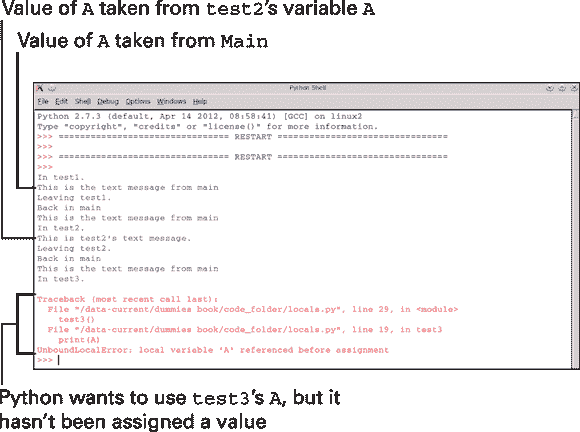 Value of A taken from test2's variable A
Value of A taken from Main
Python Shell
File Edit Shell Debug Options Windows Help
Python 2.7.3 (default, Apr 14 2012, 08:58:41) [GCC] on linux2
Type "copyright", "credits" or "license()" for more information.
>>> ================================ RESTART ================================
>>>
>>> ================================ RESTART ================================
>>>
In test1.
This is the text message from main
Leaving test1.
Back in main
This is the text message from main
In test2.
This is test2's text message.
Leaving test2.
Back in main
This is the text message from main
In test3.
Traceback (most recent call last):
File "/data-current/dummies book/code_folder/locals.py", line 29, in <module>
test3()
File "/data-current/dummies book/code_folder/locals.py", line 19, in test3
print(A)
UnboundLocalError: local variable 'A' referenced before assignment
>>>
Python wants to use test3's A, but it
hasn't been assigned a value